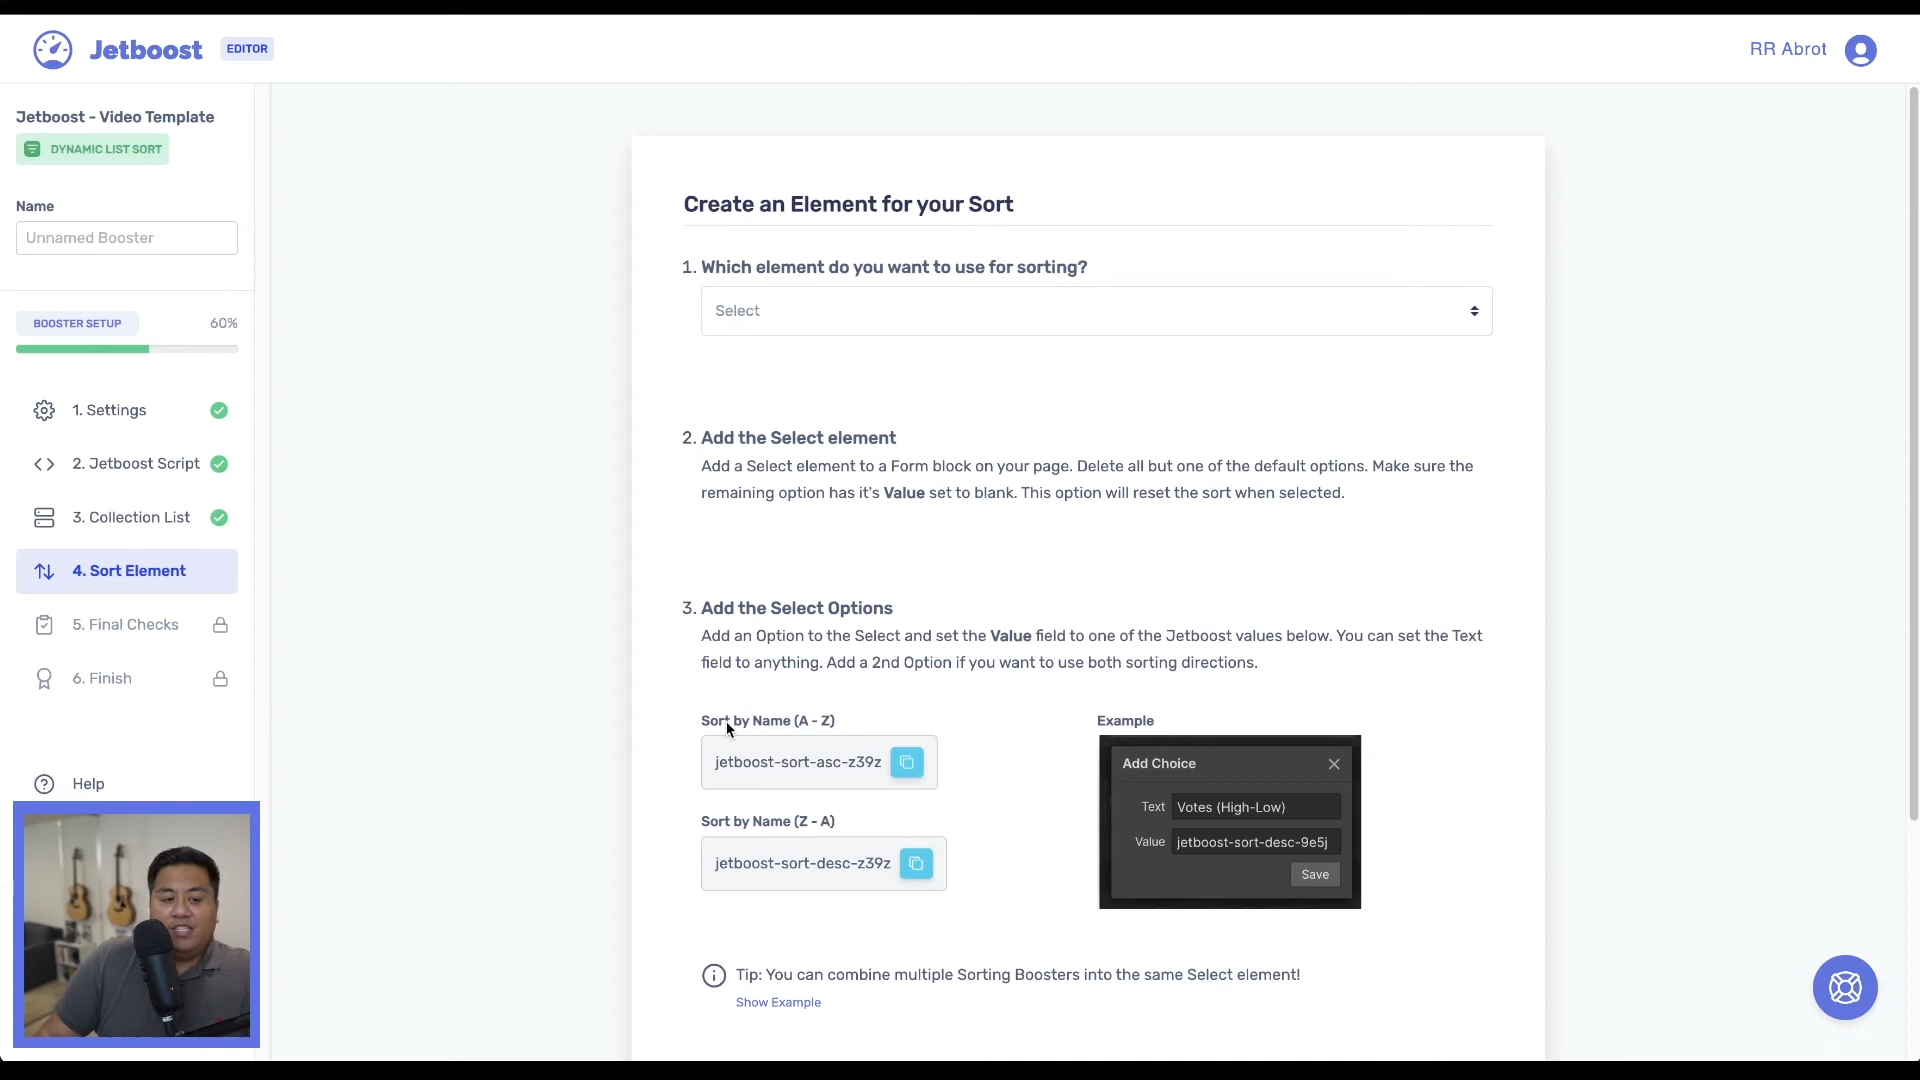 Jetboost EDITOR
RR Abrot
Jetboost - Video Template
DYNAMIC LIST SORT
Name
Unnamed Booster
BOOSTER SETUP 60%
1. Settings
2. Jetboost Script
3. Collection List
4. Sort Element
5. Final Checks
6. Finish
Help
Create an Element for your Sort
1. Which element do you want to use for sorting?
Select
2. Add the Select element
Add a Select element to a Form block on your page. Delete all but one of the default options. Make sure the
remaining option has it's Value set to blank. This option will reset the sort when selected.
3. Add the Select Options
Add an Option to the Select and set the Value field to one of the Jetboost values below. You can set the Text
field to anything. Add a 2nd Option if you want to use both sorting directions.
Sort by Name (A - Z)
jetboost-sort-asc-z39z
Sort by Name (Z - A)
jetboost-sort-desc-z39z
Example
Add Choice
Text Votes (High-Low)
Value jetboost-sort-desc-9e5j
Save
Tip: You can combine multiple Sorting Boosters into the same Select element!
Show Example